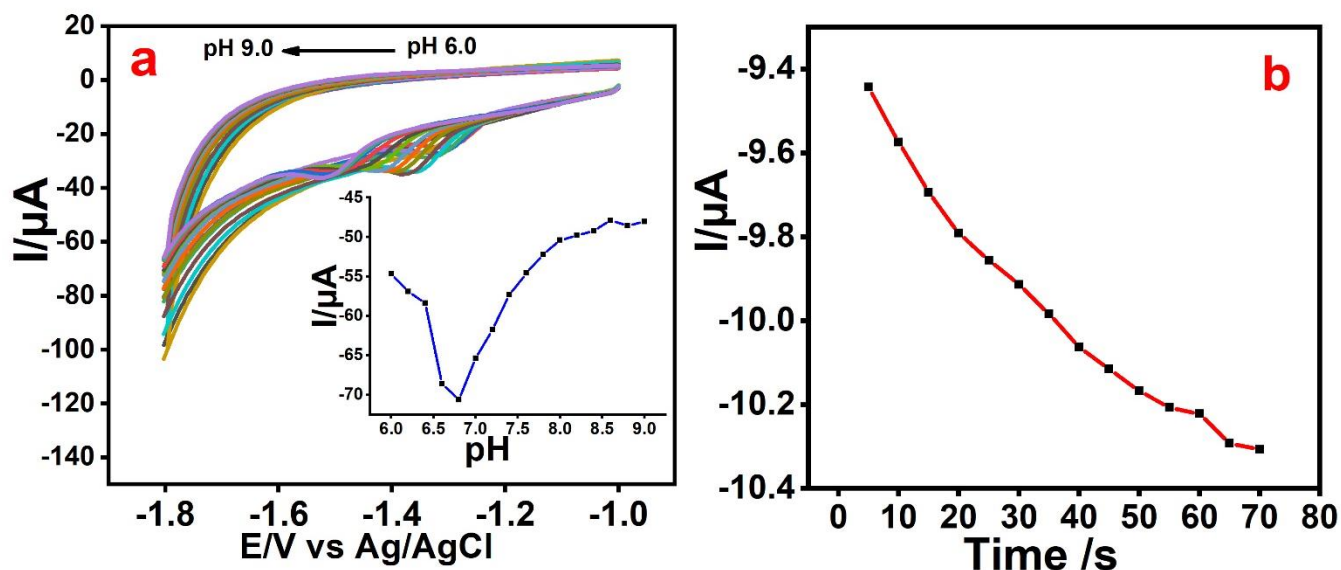 a
pH 9.0 pH 6.0
I/µA
20
0
-20
-40
-60
-80
-100
-120
-140
-1.8 -1.6 -1.4 -1.2 -1.0
E/V vs Ag/AgCl
I/µA
-45
-50
-55
-60
-65
-70
6.0 6.5 7.0 7.5 8.0 8.5 9.0
pH
b
I/µA
-9.4
-9.6
-9.8
-10.0
-10.2
-10.4
0 10 20 30 40 50 60 70 80
Time /s